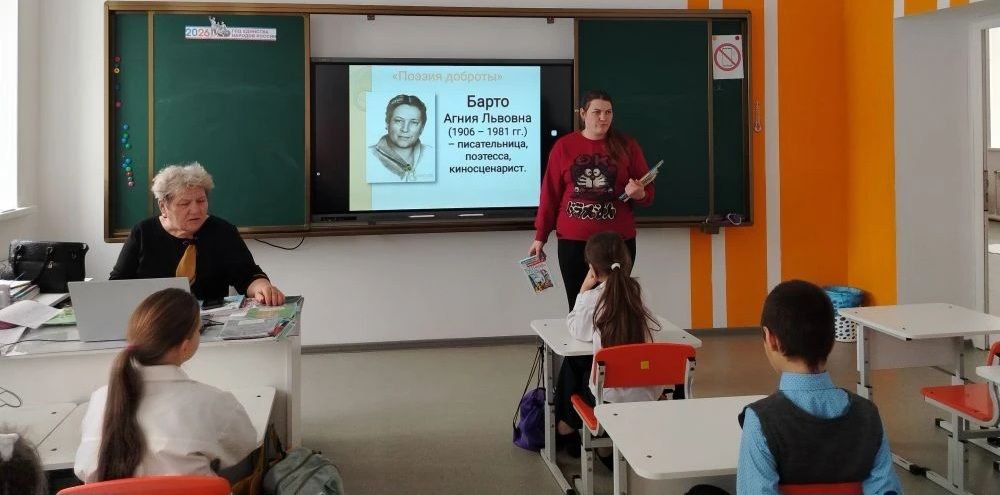 2026
ГОД ЕДИНСТВА
НАРОДОВ РОССИИ
«Поэзия доброты»
Барто
Агния Львовна
(1906 – 1981 гг.)
– писательница,
поэтесса,
киносценарист.